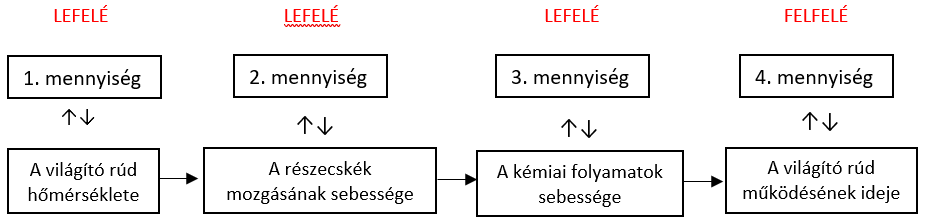 LEFELÉ LEFELÉ LEFELÉ FELFELÉ
1. mennyiség 2. mennyiség 3. mennyiség 4. mennyiség
↑↓ ↑↓ ↑↓ ↑↓
A világító rúd
hőmérséklete
A részecskék
mozgásának sebessége
A kémiai folyamatok
sebessége
A világító rúd
működésének ideje